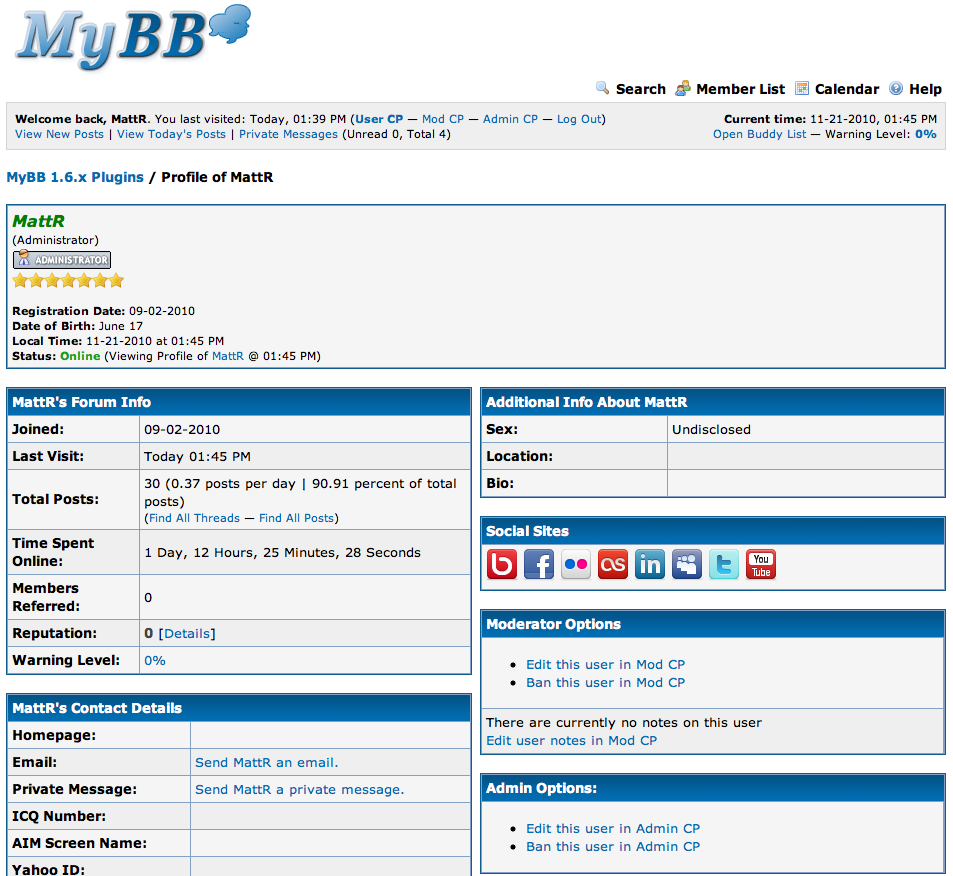 MyBB
Search Member List Calendar Help
Welcome back, MattR. You last visited: Today, 01:39 PM (User CP — Mod CP — Admin CP — Log Out)
Current time: 11-21-2010, 01:45 PM
View New Posts | View Today's Posts | Private Messages (Unread 0, Total 4)
Open Buddy List — Warning Level: 0%
MyBB 1.6.x Plugins / Profile of MattR
MattR
(Administrator)
ADMINISTRATOR
Registration Date: 09-02-2010
Date of Birth: June 17
Local Time: 11-21-2010 at 01:45 PM
Status: Online (Viewing Profile of MattR @ 01:45 PM)
MattR's Forum Info
Joined: 09-02-2010
Last Visit: Today 01:45 PM
Total Posts: 30 (0.37 posts per day | 90.91 percent of total
posts)
(Find All Threads — Find All Posts)
Time Spent
Online: 1 Day, 12 Hours, 25 Minutes, 28 Seconds
Members
Referred: 0
Reputation: 0 [Details]
Warning Level: 0%
MattR's Contact Details
Homepage:
Email: Send MattR an email.
Private Message: Send MattR a private message.
ICQ Number:
AIM Screen Name:
Yahoo ID:
Additional Info About MattR
Sex: Undisclosed
Location:
Bio:
Social Sites
b f as in t You
Tube
Moderator Options
• Edit this user in Mod CP
• Ban this user in Mod CP
There are currently no notes on this user
Edit user notes in Mod CP
Admin Options:
• Edit this user in Admin CP
• Ban this user in Admin CP